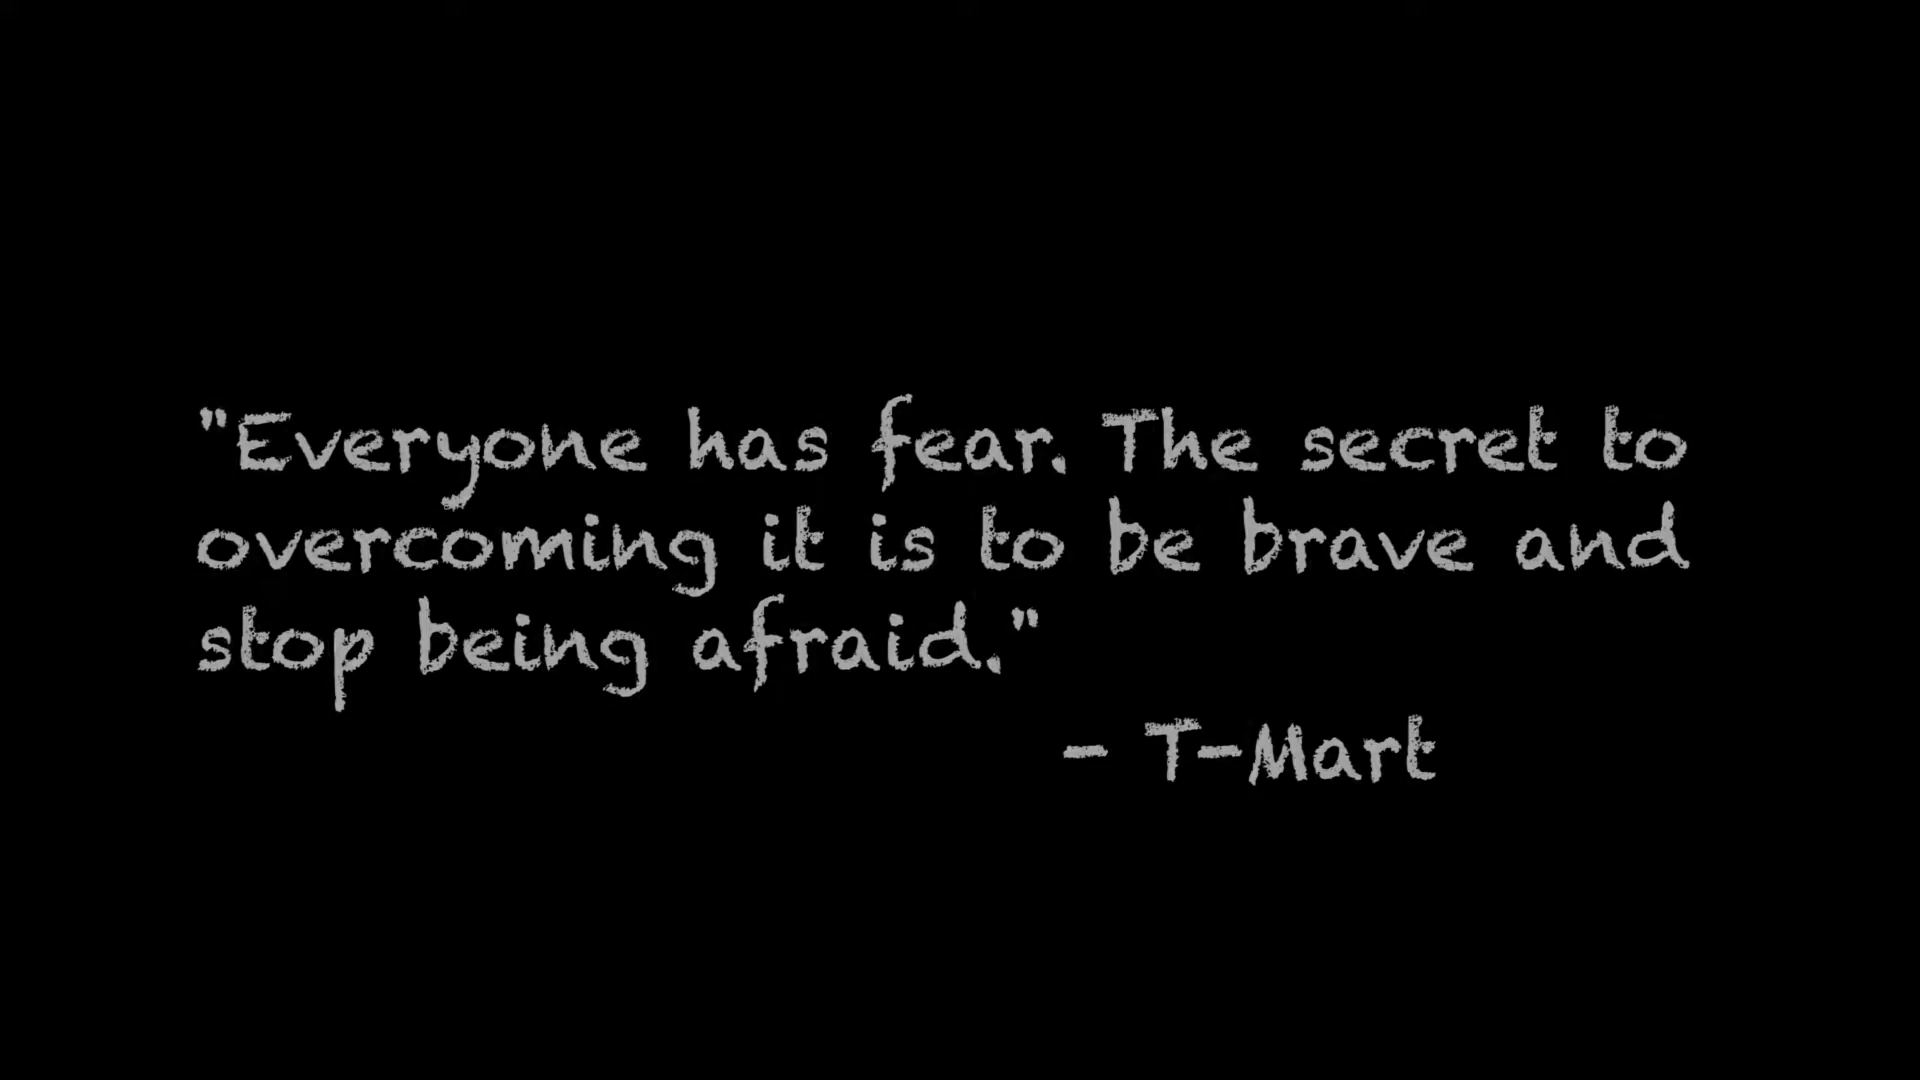 "Everyone has fear. The secret to
overcoming it is to be brave and
stop being afraid."
- T-Mart